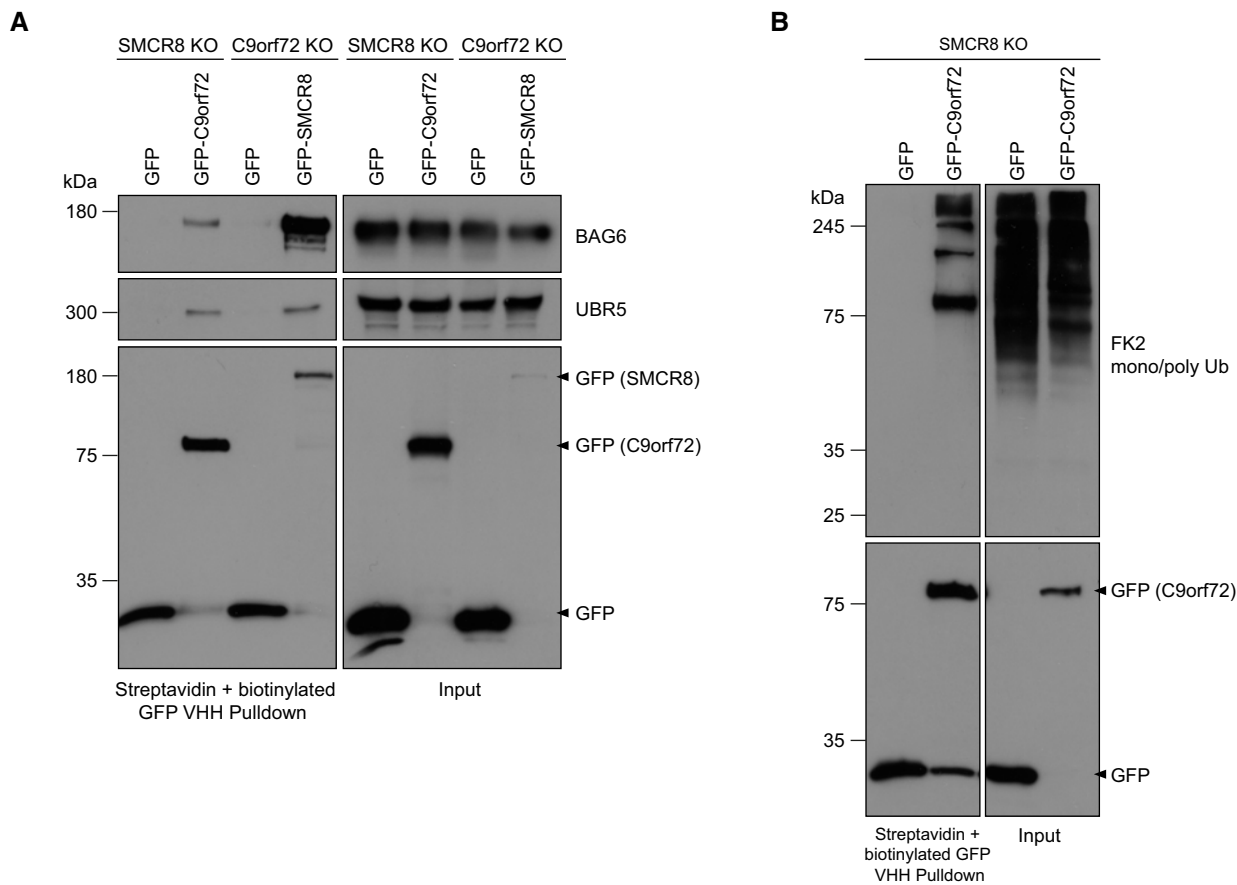 A
SMCR8 KO C9orf72 KO SMCR8 KO C9orf72 KO
GFP GFP-C9orf72 GFP GFP-SMCR8 GFP GFP-C9orf72 GFP GFP-SMCR8
kDa
180
BAG6
300
UBR5
180
GFP (SMCR8)
75
GFP (C9orf72)
35
GFP
Streptavidin + biotinylated
GFP VHH Pulldown
Input
B
SMCR8 KO
GFP GFP-C9orf72 GFP GFP-C9orf72
kDa
245
75
FK2
mono/poly Ub
35
25
75
GFP (C9orf72)
35
GFP
Streptavidin +
biotinylated GFP
VHH Pulldown
Input